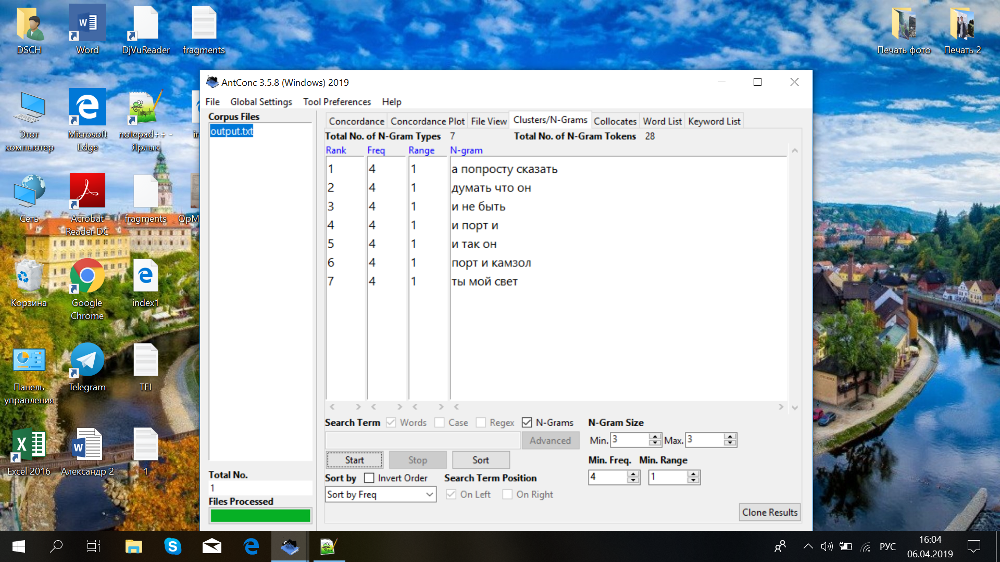 DSCH
Word
DjVuReader
fragments
Печать фото
Печать 2
Этот
компьютер
Microsoft
Edge
notepad++ -
Ярлык
in
Сеть
Acrobat
Reader DC
fragments
QpM
Корзина
Google
Chrome
index1
Панель
управления
Telegram
TEI
Excel 2016
Александр 2
1
AntConc 3.5.8 (Windows) 2019
File Global Settings Tool Preferences Help
Corpus Files
output.txt
Concordance Concordance Plot File View Clusters/N-Grams Collocates Word List Keyword List
Total No. of N-Gram Types 7 Total No. of N-Gram Tokens 28
Rank Freq Range N-gram
1 4 1 а попросту сказать
2 4 1 думать что он
3 4 1 и не быть
4 4 1 и порт и
5 4 1 и так он
6 4 1 порт и камзол
7 4 1 ты мой свет
Search Term Words Case Regex N-Grams N-Gram Size
Advanced Min. 3 Max. 3
Start Stop Sort
Min. Freq. Min. Range
4 1
Sort by Invert Order Search Term Position
Sort by Freq On Left On Right
Clone Results
Total No.
1
Files Processed
РУС
16:04
06.04.2019